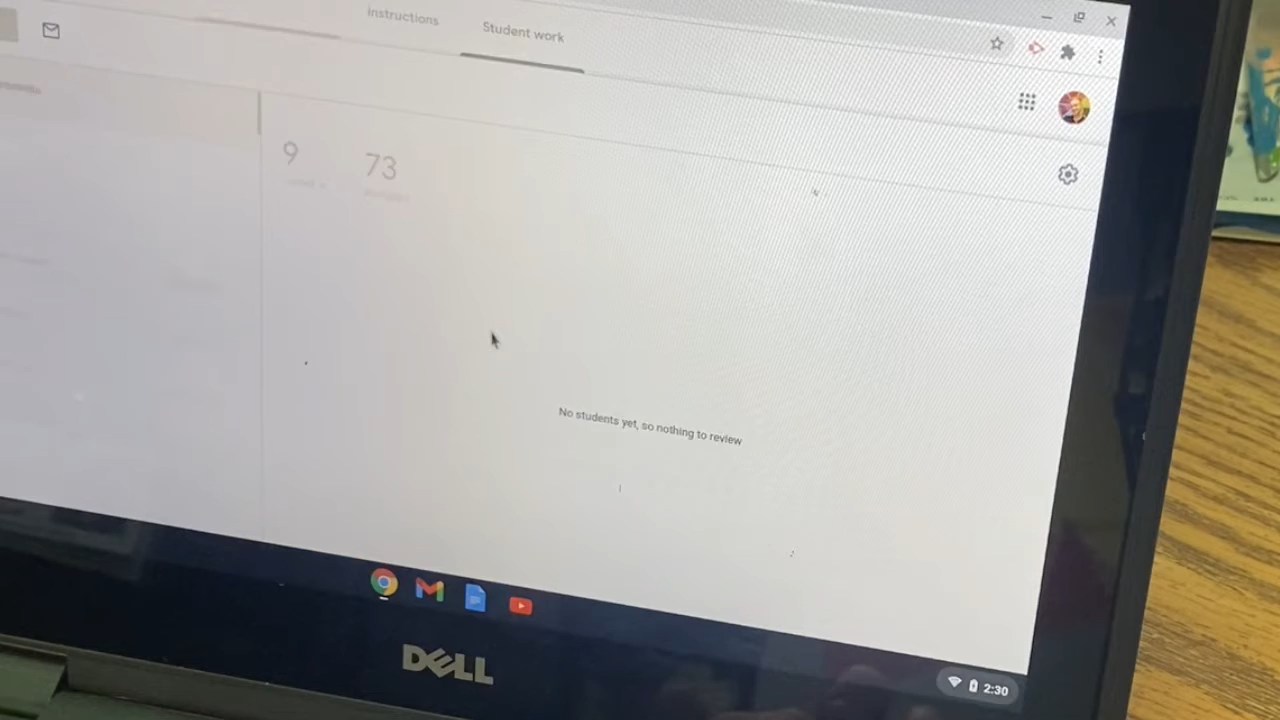 instructions
Student work
9
73
No students yet, so nothing to review
DELL
2:30